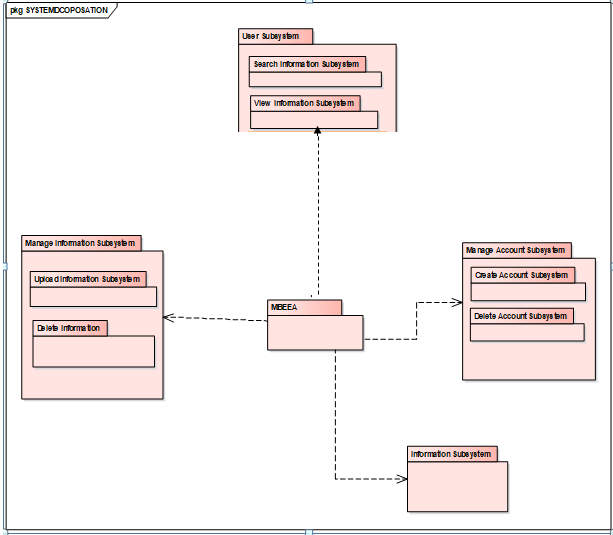 pkg SYSTEMDCOPOSATION
User Subsystem
Search Information Subsystem
View Information Subsystem
Manage Information Subsystem
Upload Information Subsystem
Delete Information
MBEEA
Manage Account Subsystem
Create Account Subsystem
Delete Account Subsystem
Information Subsystem